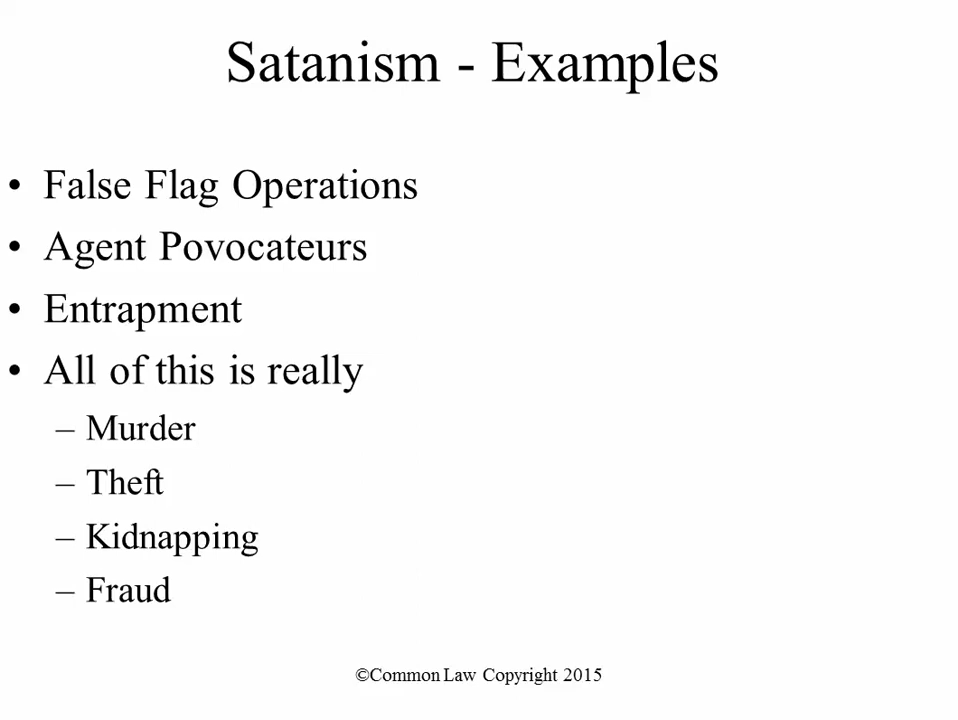 Satanism - Examples
• False Flag Operations
• Agent Povocateurs
• Entrapment
• All of this is really
– Murder
– Theft
– Kidnapping
– Fraud
©Common Law Copyright 2015